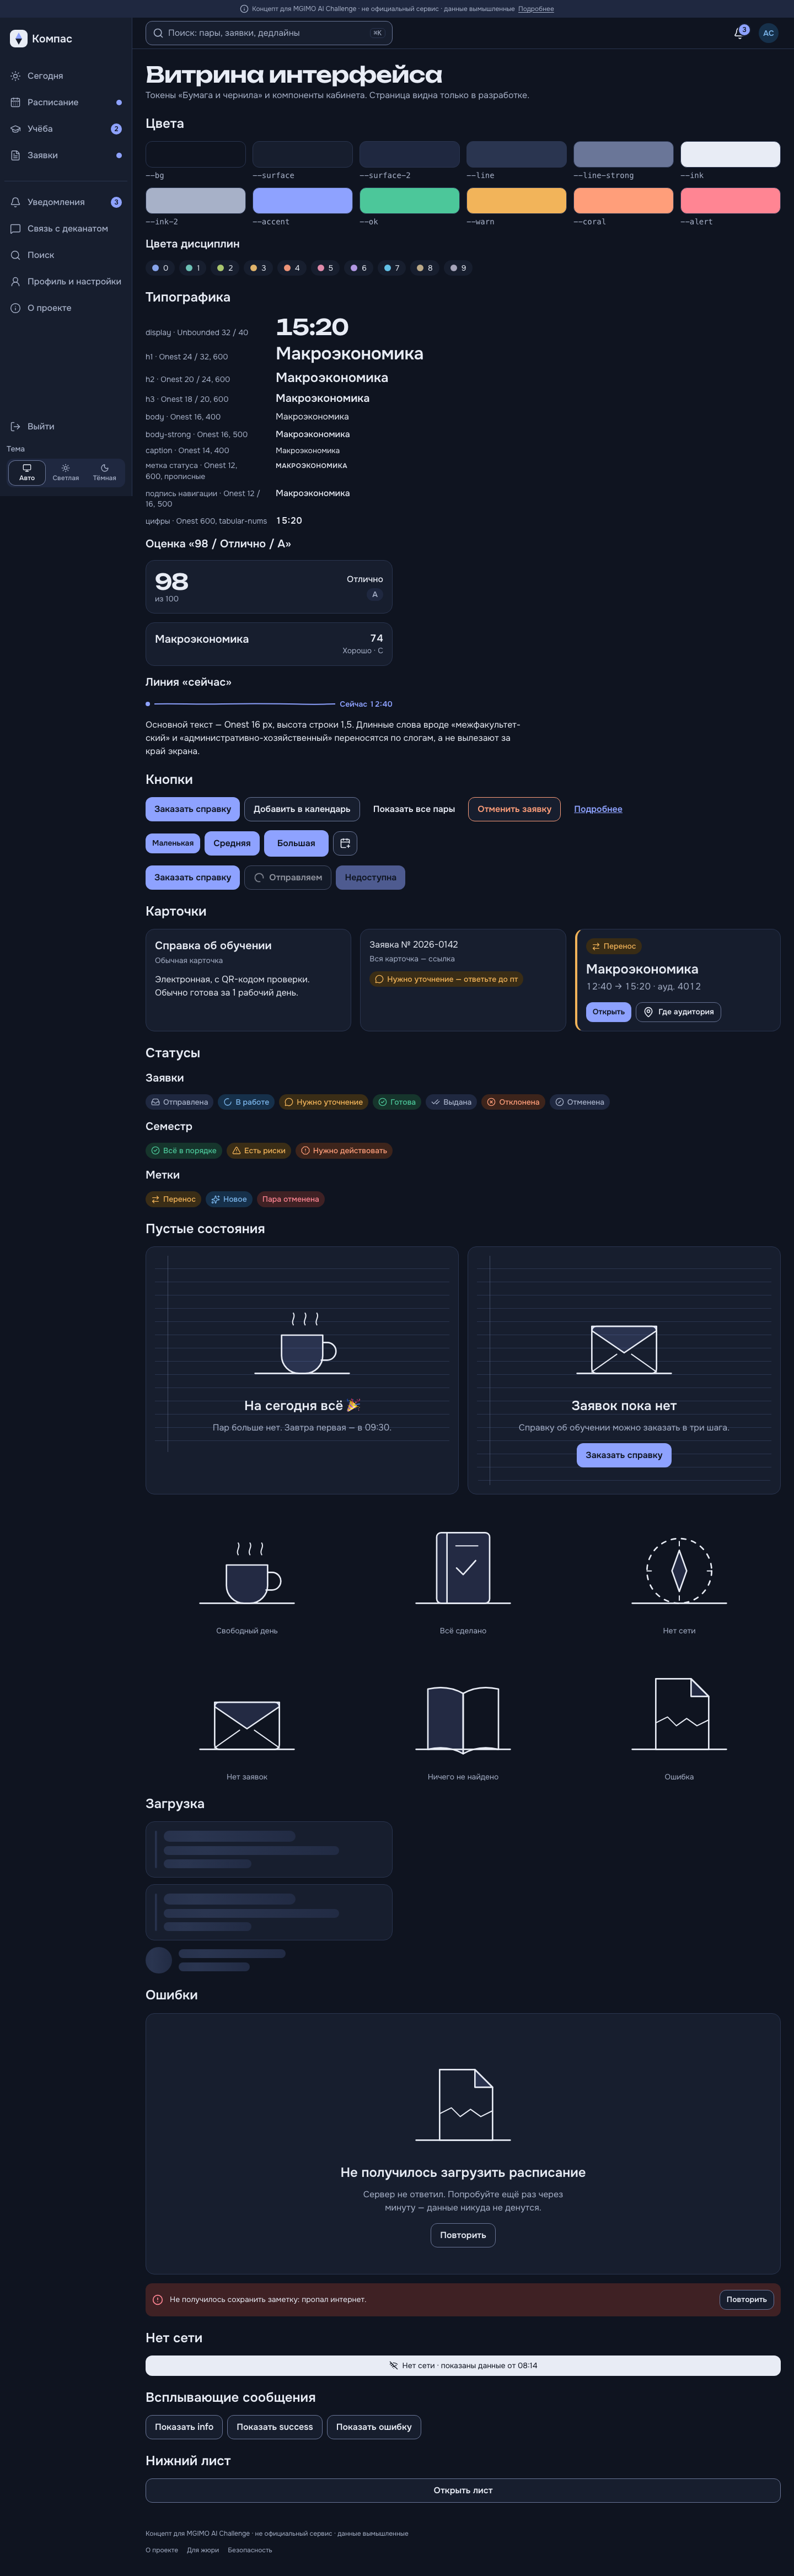 Концепт для MGIMO AI Challenge · не официальный сервис · данные вымышленные Подробнее
Компас
Поиск: пары, заявки, дедлайны
⌘K
3
АС
Сегодня
Расписание
Учёба
2
Заявки
Уведомления
3
Связь с деканатом
Поиск
Профиль и настройки
О проекте
Выйти
Тема
Авто
Светлая
Тёмная
Витрина интерфейса
Токены «Бумага и чернила» и компоненты кабинета. Страница видна только в разработке.
Цвета
--bg
--surface
--surface-2
--line
--line-strong
--ink
--ink-2
--accent
--ok
--warn
--coral
--alert
Цвета дисциплин
0
1
2
3
4
5
6
7
8
9
Типографика
display · Unbounded 32 / 40
15:20
h1 · Onest 24 / 32, 600
Макроэкономика
h2 · Onest 20 / 24, 600
Макроэкономика
h3 · Onest 18 / 20, 600
Макроэкономика
body · Onest 16, 400
Макроэкономика
body-strong · Onest 16, 500
Макроэкономика
caption · Onest 14, 400
Макроэкономика
метка статуса · Onest 12,
600, прописные
МАКРОЭКОНОМИКА
подпись навигации · Onest 12 /
16, 500
Макроэкономика
цифры · Onest 600, tabular-nums
15:20
Оценка «98 / Отлично / A»
98
из 100
Отлично
A
Макроэкономика
74
Хорошо · C
Линия «сейчас»
Сейчас 12:40
Основной текст — Onest 16 px, высота строки 1,5. Длинные слова вроде «межфакультет-
ский» и «административно-хозяйственный» переносятся по слогам, а не вылезают за
край экрана.
Кнопки
Заказать справку
Добавить в календарь
Показать все пары
Отменить заявку
Подробнее
Маленькая
Средняя
Большая
Заказать справку
Отправляем
Недоступна
Карточки
Справка об обучении
Обычная карточка
Электронная, с QR-кодом проверки.
Обычно готова за 1 рабочий день.
Заявка № 2026-0142
Вся карточка — ссылка
Нужно уточнение — ответьте до пт
Перенос
Макроэкономика
12:40 → 15:20 · ауд. 4012
Открыть
Где аудитория
Статусы
Заявки
Отправлена
В работе
Нужно уточнение
Готова
Выдана
Отклонена
Отменена
Семестр
Всё в порядке
Есть риски
Нужно действовать
Метки
Перенос
Новое
Пара отменена
Пустые состояния
На сегодня всё 🎉
Пар больше нет. Завтра первая — в 09:30.
Заявок пока нет
Справку об обучении можно заказать в три шага.
Заказать справку
Свободный день
Всё сделано
Нет сети
Нет заявок
Ничего не найдено
Ошибка
Загрузка
Ошибки
Не получилось загрузить расписание
Сервер не ответил. Попробуйте ещё раз через
минуту — данные никуда не денутся.
Повторить
Не получилось сохранить заметку: пропал интернет.
Повторить
Нет сети
Нет сети · показаны данные от 08:14
Всплывающие сообщения
Показать info
Показать success
Показать ошибку
Нижний лист
Открыть лист
Концепт для MGIMO AI Challenge · не официальный сервис · данные вымышленные
О проекте
Для жюри
Безопасность